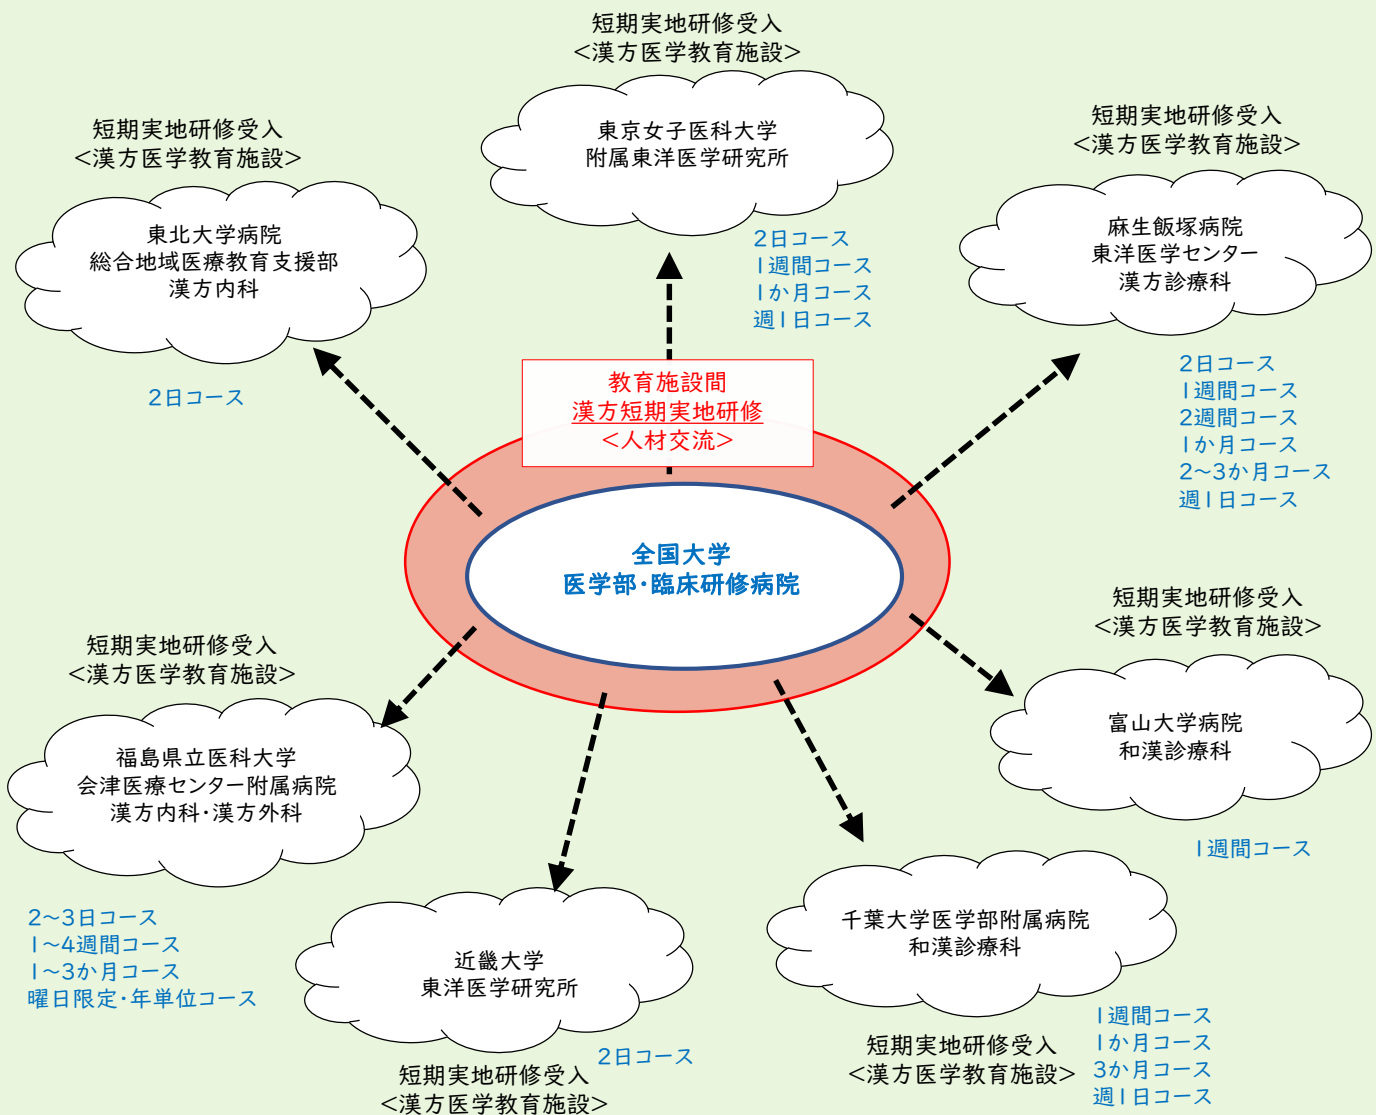 短期実地研修受入
<漢方医学教育施設>
東京女子医科大学
附属東洋医学研究所
2日コース
1週間コース
1か月コース
週1日コース
短期実地研修受入
<漢方医学教育施設>
東北大学病院
総合地域医療教育支援部
漢方内科
2日コース
短期実地研修受入
<漢方医学教育施設>
麻生飯塚病院
東洋医学センター
漢方診療科
2日コース
1週間コース
2週間コース
1か月コース
2~3か月コース
週1日コース
教育施設間
漢方短期実地研修
<人材交流>
全国大学
医学部・臨床研修病院
短期実地研修受入
<漢方医学教育施設>
富山大学病院
和漢診療科
1週間コース
短期実地研修受入
<漢方医学教育施設>
福島県立医科大学
会津医療センター附属病院
漢方内科・漢方外科
2~3日コース
1~4週間コース
1~3か月コース
曜日限定・年単位コース
近畿大学
東洋医学研究所
2日コース
短期実地研修受入
<漢方医学教育施設>
千葉大学医学部附属病院
和漢診療科
短期実地研修受入
<漢方医学教育施設>
1週間コース
1か月コース
3か月コース
週1日コース